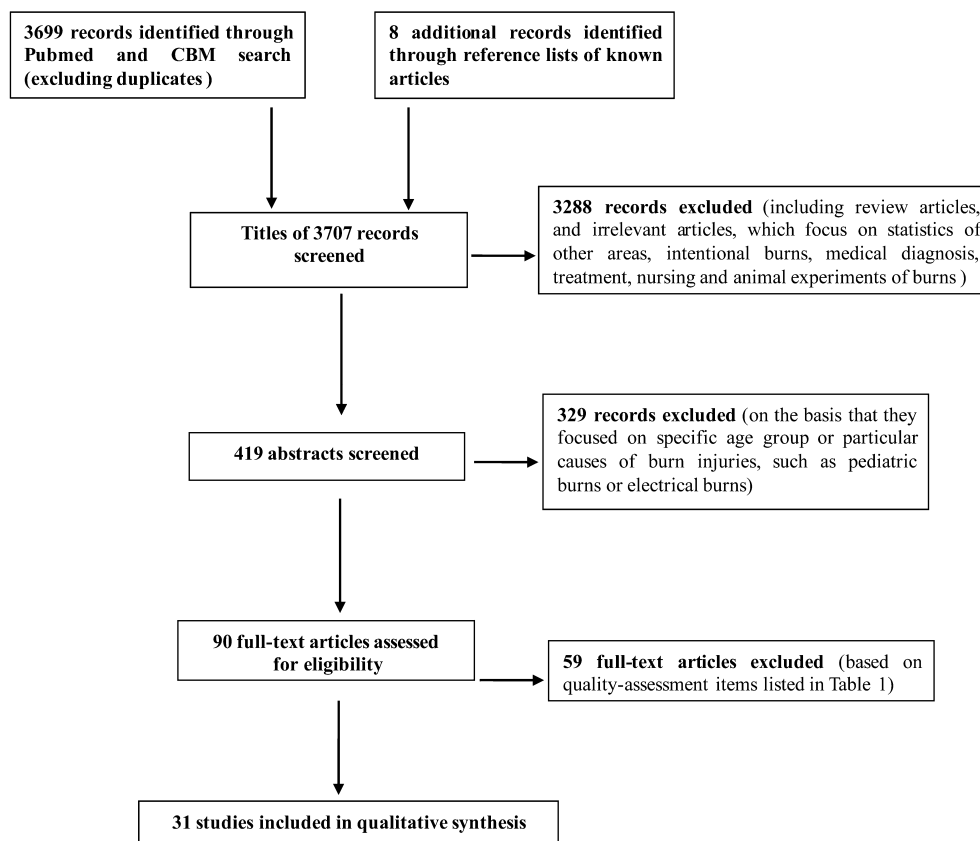 3699 records identified through
Pubmed and CBM search
(excluding duplicates )
8 additional records identified
through reference lists of known
articles
Titles of 3707 records
screened
3288 records excluded (including review articles,
and irrelevant articles, which focus on statistics of
other areas, intentional burns, medical diagnosis,
treatment, nursing and animal experiments of burns )
419 abstracts screened
329 records excluded (on the basis that they
focused on specific age group or particular
causes of burn injuries, such as pediatric
burns or electrical burns)
90 full-text articles assessed
for eligibility
59 full-text articles excluded (based on
quality-assessment items listed in Table 1)
31 studies included in qualitative synthesis